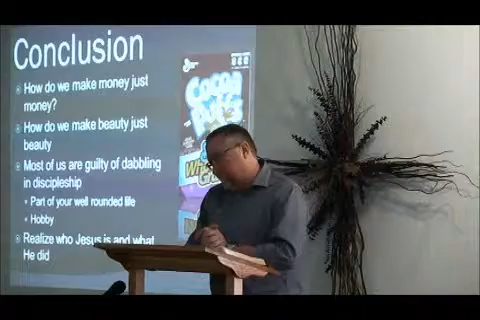 Conclusion
How do we make money just
money?
How do we make beauty just
beauty
Most of us are guilty of dabbling
in discipleship
Part of your well rounded life
Hobby
Realize who Jesus is and what
He did
Cocoa
Puffs